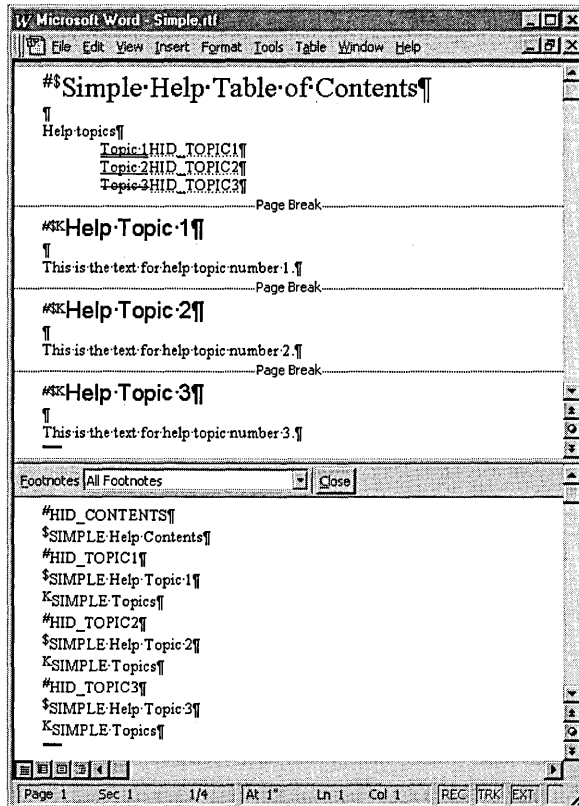 Microsoft Word - Simple.rtf
File Edit View Insert Format Tools Table Window Help
#$Simple·Help·Table·of·Contents¶
¶
Help·topics¶
Topic·1HID_TOPIC1¶
Topic·2HID_TOPIC2¶
Topic·3HID_TOPIC3¶
Page Break
#$KHelp·Topic·1¶
¶
This·is·the·text·for·help·topic·number·1.¶
Page Break
#$KHelp·Topic·2¶
¶
This·is·the·text·for·help·topic·number·2.¶
Page Break
#$KHelp·Topic·3¶
¶
This·is·the·text·for·help·topic·number·3.¶
Footnotes All Footnotes Close
#HID_CONTENTS¶
$SIMPLE·Help·Contents¶
#HID_TOPIC1¶
$SIMPLE·Help·Topic·1¶
KSIMPLE·Topics¶
#HID_TOPIC2¶
$SIMPLE·Help·Topic·2¶
KSIMPLE·Topics¶
#HID_TOPIC3¶
$SIMPLE·Help·Topic·3¶
KSIMPLE·Topics¶
Page 1 Sec 1 1/4 At 1" Ln 1 Col 1 REC TRK EXT